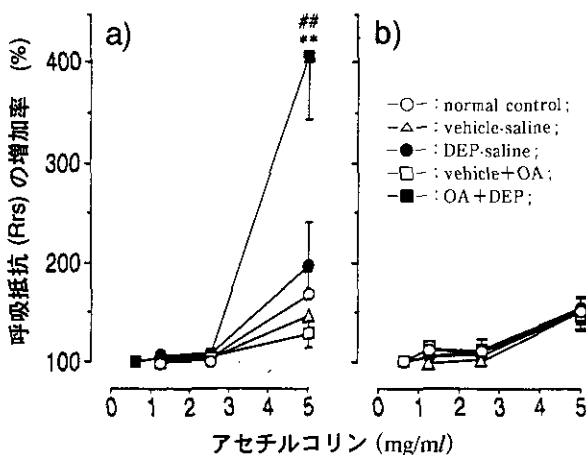 a)
##
**
b)
呼吸抵抗 (Rrs) の増加率 (%)
400
300
200
100
—○— : normal control ;
—△— : vehicle-saline ;
—●— : DEP-saline ;
—□— : vehicle+OA ;
—■— : OA+DEP ;
0 1 2 3 4 5
0 1 2 3 4 5
アセチルコリン (mg/ml)